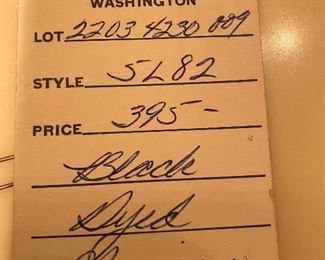 WASHINGTON
LOT 2203 4230 009
STYLE 5L82
PRICE 395-
Black
Dyed